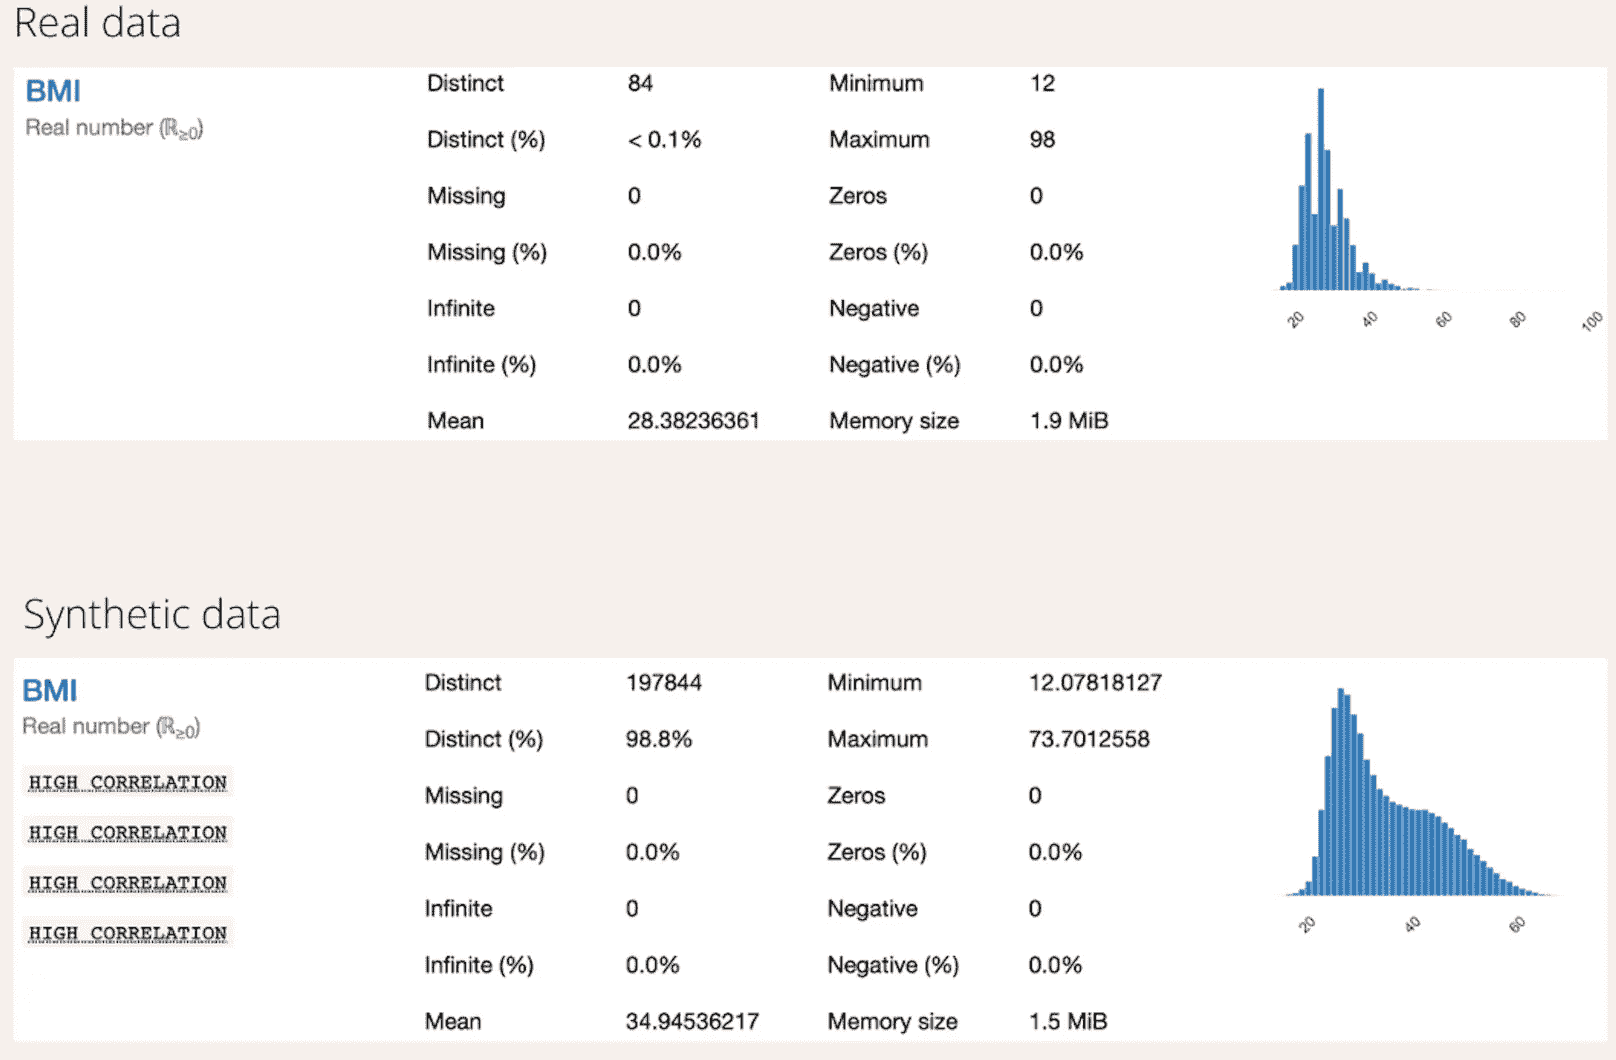 Real data
BMI
Real number (ℝ≥0)
Distinct 84 Minimum 12
Distinct (%) < 0.1% Maximum 98
Missing 0 Zeros 0
Missing (%) 0.0% Zeros (%) 0.0%
Infinite 0 Negative 0
Infinite (%) 0.0% Negative (%) 0.0%
Mean 28.38236361 Memory size 1.9 MiB
20 40 60 80 100
Synthetic data
BMI
Real number (ℝ≥0)
HIGH CORRELATION
HIGH CORRELATION
HIGH CORRELATION
HIGH CORRELATION
Distinct 197844 Minimum 12.07818127
Distinct (%) 98.8% Maximum 73.7012558
Missing 0 Zeros 0
Missing (%) 0.0% Zeros (%) 0.0%
Infinite 0 Negative 0
Infinite (%) 0.0% Negative (%) 0.0%
Mean 34.94536217 Memory size 1.5 MiB
20 40 60